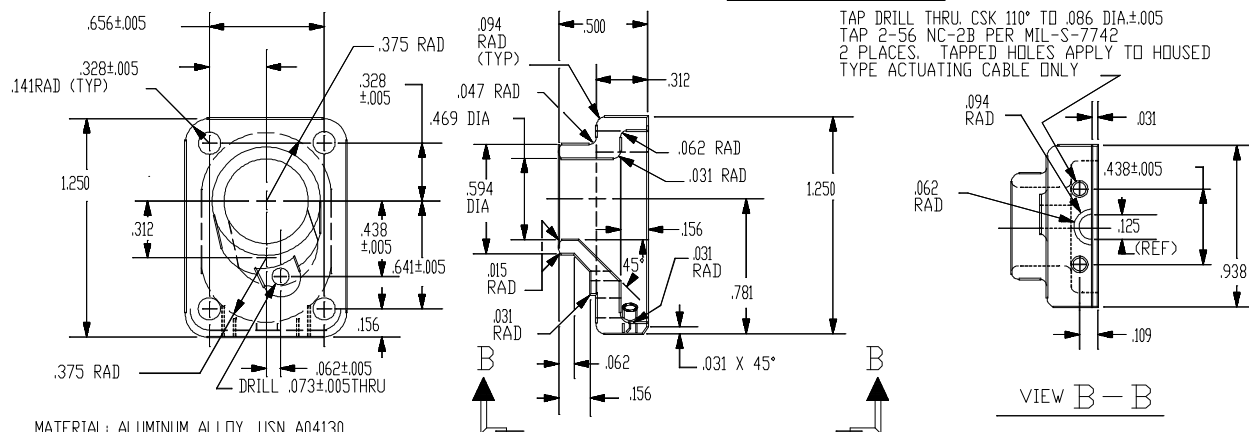 .656±.005
.328±.005
.141RAD (TYP)
.375 RAD
.328
±.005
1.250
.312
.438
±.005
.641±.005
.156
.062±.005
DRILL .073±.005THRU
.375 RAD
MATERIAL: ALUMINUM ALLOY, USN A04130
.500
.094
RAD
(TYP)
.312
.047 RAD
.469 DIA
.062 RAD
.031 RAD
.594
DIA
1.250
.156
.015
RAD
45°
.031
RAD
.781
.031
RAD
.062
.031 X 45°
.156
B
B
TAP DRILL THRU. CSK 110° TO .086 DIA.±.005
TAP 2-56 NC-2B PER MIL-S-7742
2 PLACES. TAPPED HOLES APPLY TO HOUSED
TYPE ACTUATING CABLE ONLY
.094
RAD
.031
.062
RAD
.438±.005
.125
(REF)
.938
.109
VIEW B-B